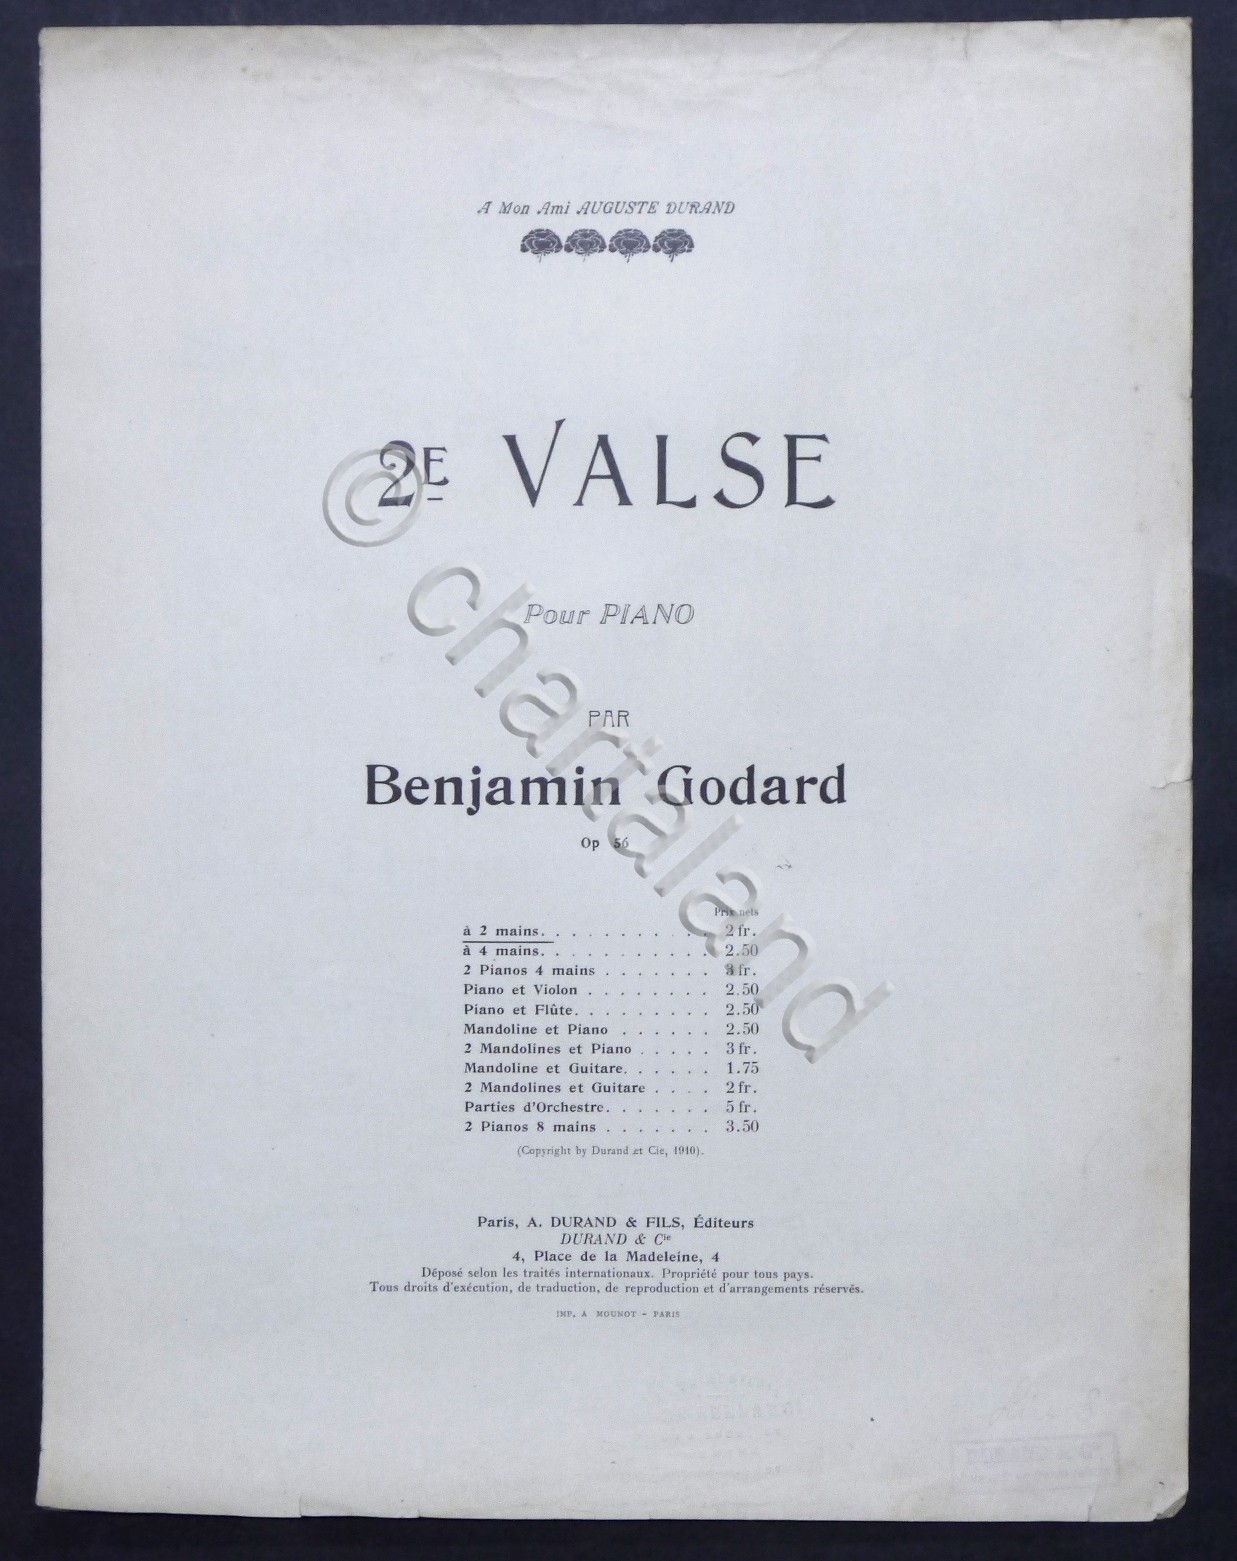 A Mon Ami AUGUSTE DURAND
2E VALSE
Pour PIANO
PAR
Benjamin Godard
Op 56
Prix nets
à 2 mains. . . . . . . . . . . 2 fr.
à 4 mains. . . . . . . . . . . 2.50
2 Pianos 4 mains . . . . . . . 3 fr.
Piano et Violon . . . . . . . . 2.50
Piano et Flûte. . . . . . . . . 2.50
Mandoline et Piano . . . . . . 2.50
2 Mandolines et Piano . . . . . 3 fr.
Mandoline et Guitare. . . . . . 1.75
2 Mandolines et Guitare . . . . 2 fr.
Parties d'Orchestre. . . . . . . 5 fr.
2 Pianos 8 mains . . . . . . . 3.50
(Copyright by Durand et Cie, 1910).
Paris, A. DURAND & FILS, Éditeurs
DURAND & Cie
4, Place de la Madeleine, 4
Déposé selon les traités internationaux. Propriété pour tous pays.
Tous droits d'exécution, de traduction, de reproduction et d'arrangements réservés.
IMP. A MOUNOT - PARIS
© chartaland